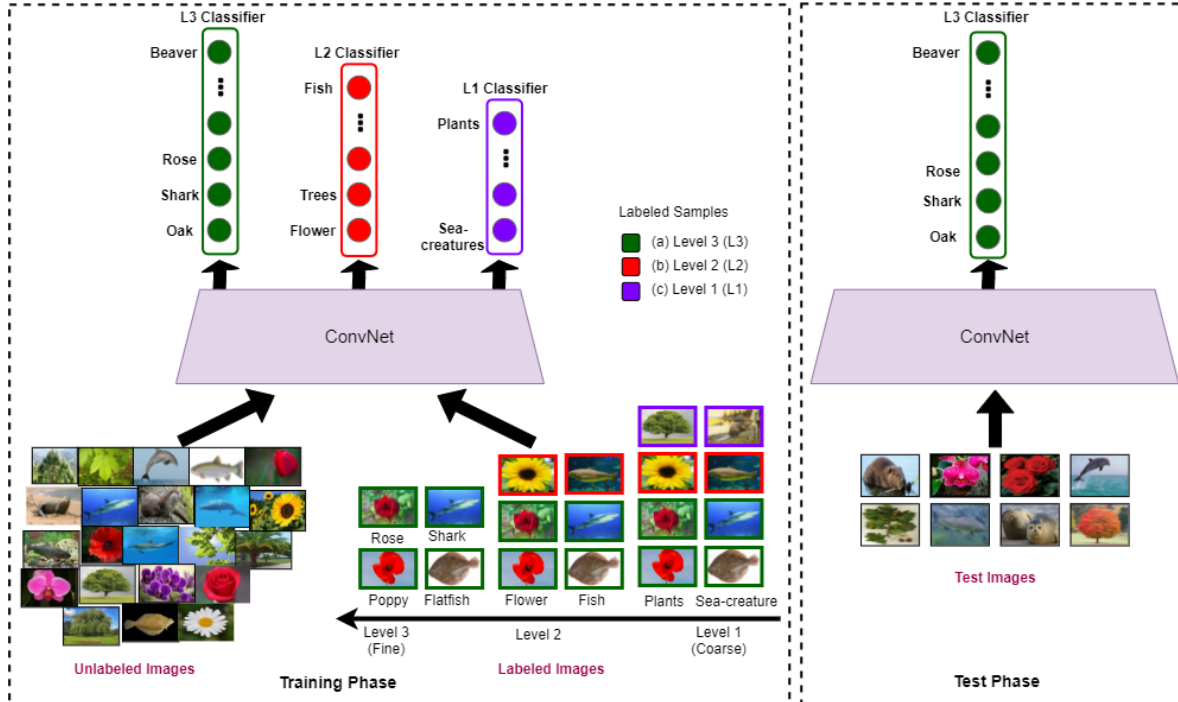 L3 Classifier
Beaver
Rose
Shark
Oak
L2 Classifier
Fish
Trees
Flower
L1 Classifier
Plants
Sea-
creatures
Labeled Samples
(a) Level 3 (L3)
(b) Level 2 (L2)
(c) Level 1 (L1)
ConvNet
Rose
Shark
Poppy
Flatfish
Flower
Fish
Plants
Sea-creature
Level 3
(Fine)
Level 2
Level 1
(Coarse)
Unlabeled Images
Labeled Images
Training Phase
L3 Classifier
Beaver
Rose
Shark
Oak
ConvNet
Test Images
Test Phase